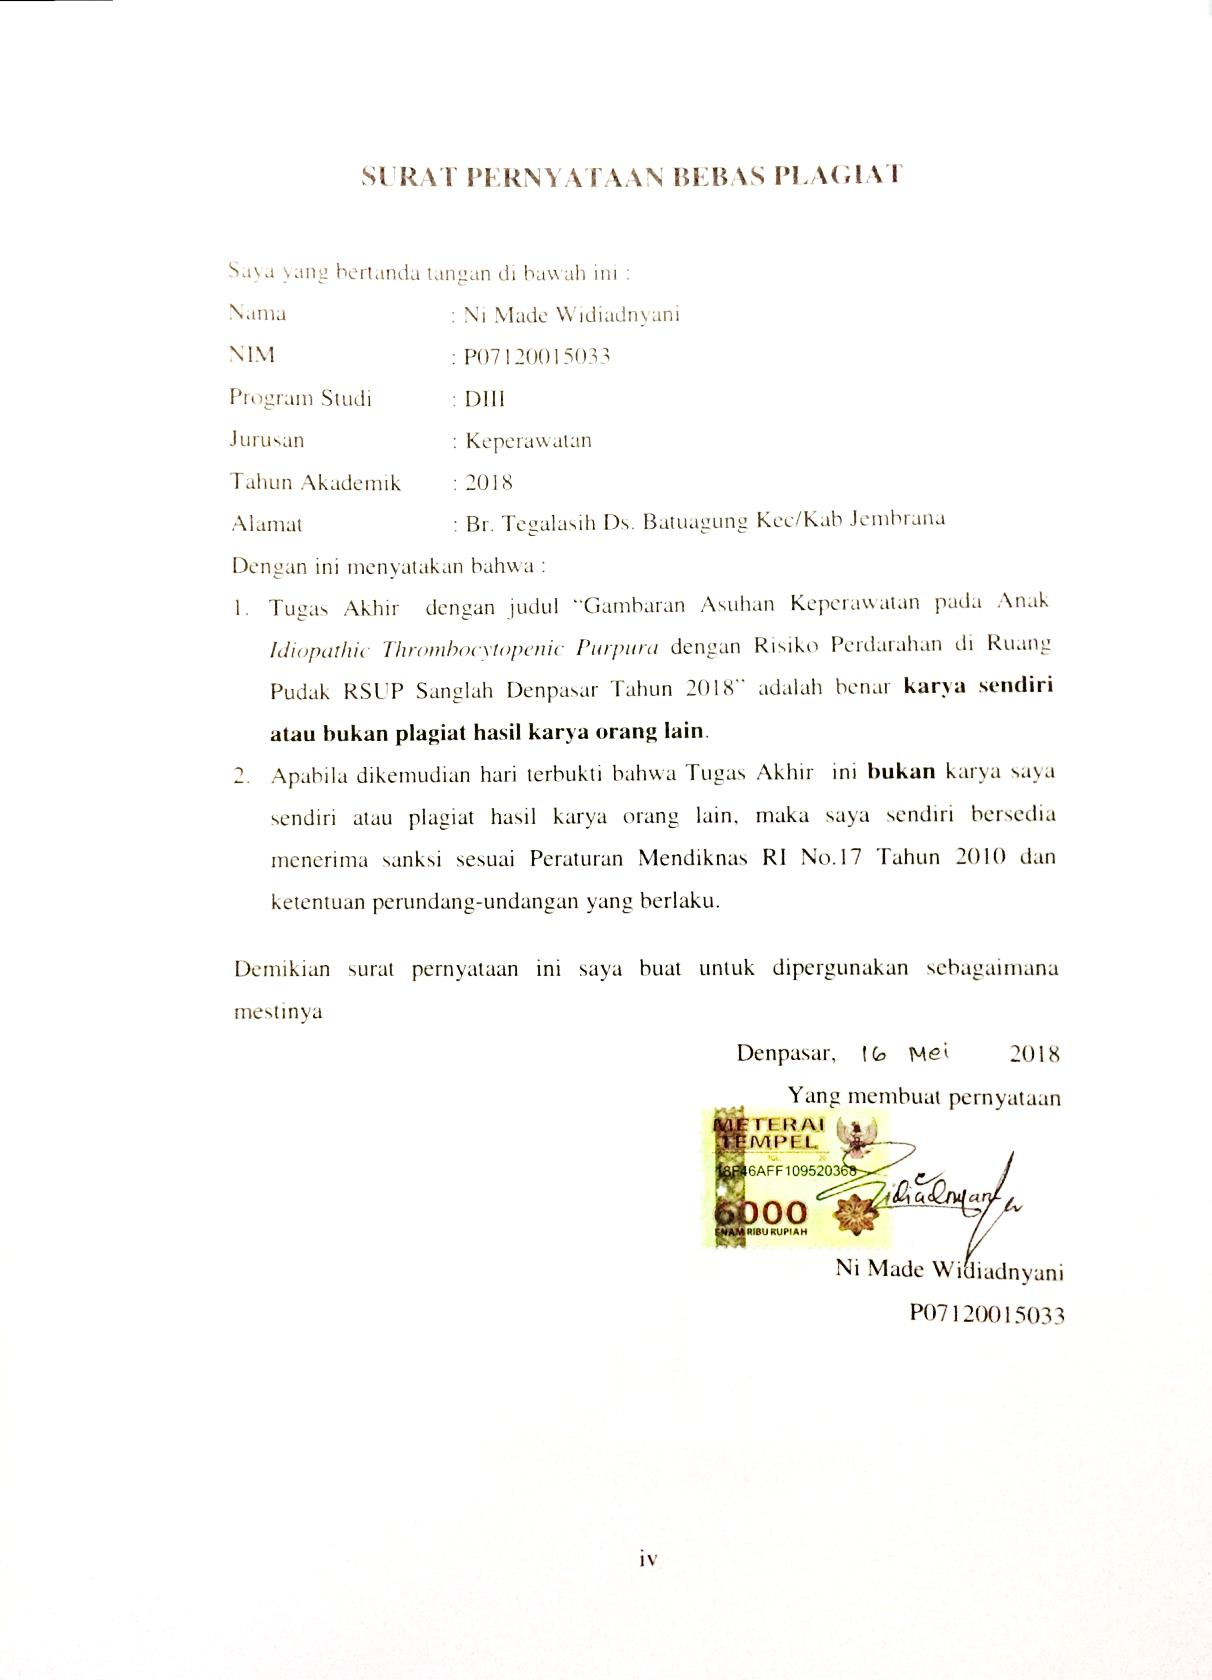 SURAT PERNYATAAN BEBAS PLAGIAT
Saya yang bertanda tangan di bawah ini :
Nama : Ni Made Widiadnyani
NIM : P07120015033
Program Studi : DIII
Jurusan : Keperawatan
Tahun Akademik : 2018
Alamat : Br. Tegalasih Ds. Batuagung Kec/Kab Jembrana
Dengan ini menyatakan bahwa :
1. Tugas Akhir dengan judul “Gambaran Asuhan Keperawatan pada Anak
Idiopathic Thrombocytopenic Purpura dengan Risiko Perdarahan di Ruang
Pudak RSUP Sanglah Denpasar Tahun 2018” adalah benar karya sendiri
atau bukan plagiat hasil karya orang lain.
2. Apabila dikemudian hari terbukti bahwa Tugas Akhir ini bukan karya saya
sendiri atau plagiat hasil karya orang lain, maka saya sendiri bersedia
menerima sanksi sesuai Peraturan Mendiknas RI No.17 Tahun 2010 dan
ketentuan perundang-undangan yang berlaku.
Demikian surat pernyataan ini saya buat untuk dipergunakan sebagaimana
mestinya
Denpasar, 16 Mei 2018
Yang membuat pernyataan
METERAI
TEMPEL
18F46AFF109520368
6000
ENAM RIBU RUPIAH
Ni Made Widiadnyani
P07120015033
iv